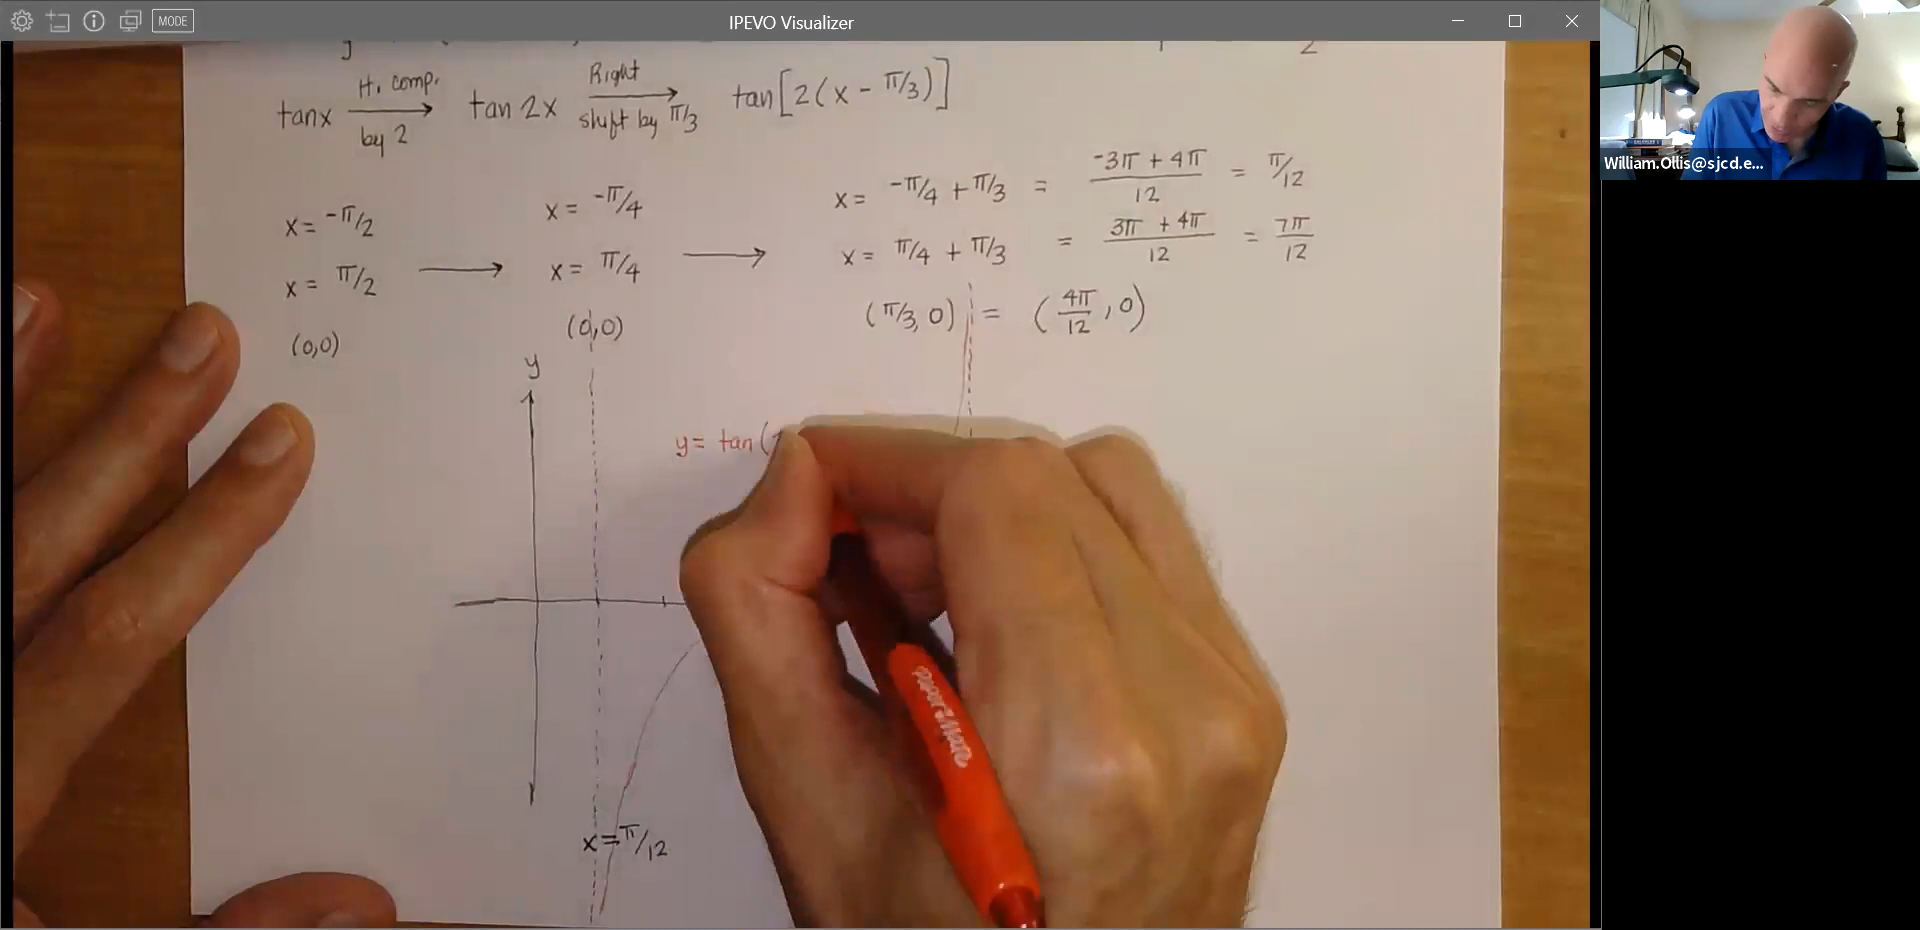 MODE
IPEVO Visualizer
William.Ollis@sjcd.e...
y
2
tanx H. comp. by 2 tan 2x Right shift by π/3 tan[2(x - π/3)]
x = -π/2 x = -π/4 x = -π/4 + π/3 = -3π + 4π / 12 = π/12
x = π/2 x = π/4 x = π/4 + π/3 = 3π + 4π / 12 = 7π / 12
(0,0) (0,0) (π/3, 0) = (4π/12, 0)
y
y = tan(
x = π/12
PaperMate